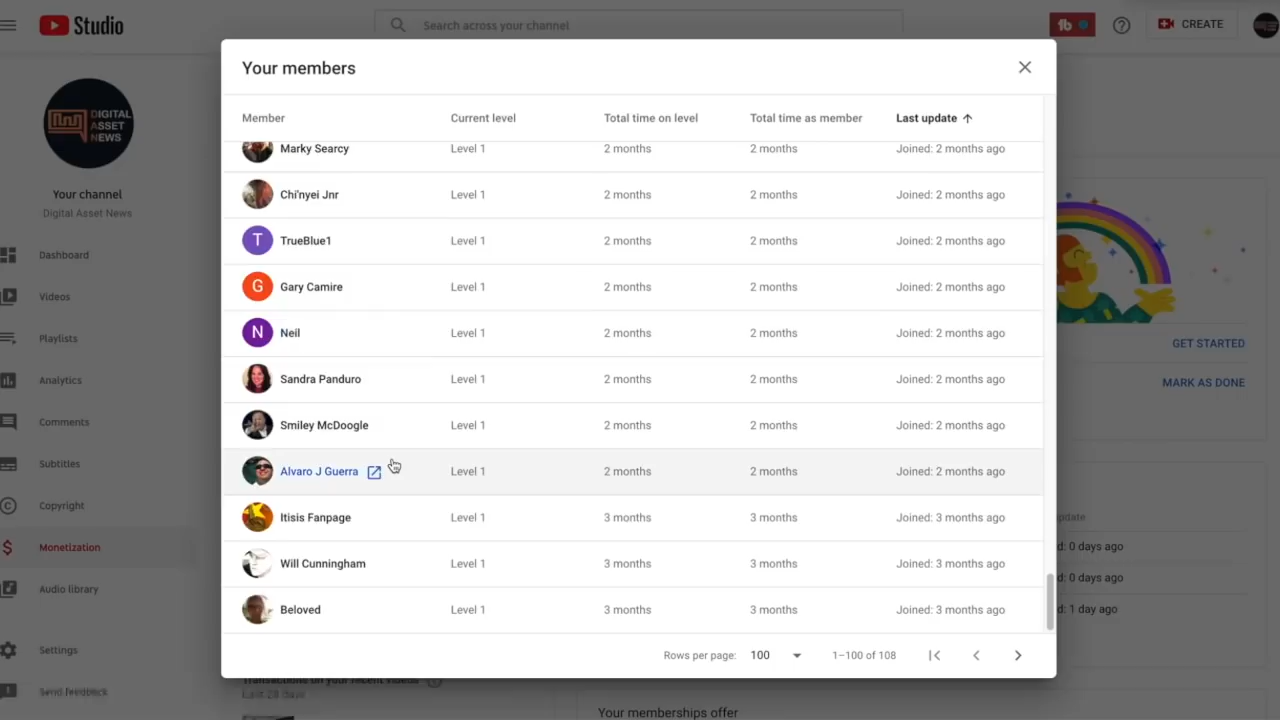 Studio
Search across your channel
fb
CREATE
Your members
Member Current level Total time on level Total time as member Last update
Marky Searcy Level 1 2 months 2 months Joined: 2 months ago
Chi'nyei Jnr Level 1 2 months 2 months Joined: 2 months ago
T TrueBlue1 Level 1 2 months 2 months Joined: 2 months ago
G Gary Camire Level 1 2 months 2 months Joined: 2 months ago
N Neil Level 1 2 months 2 months Joined: 2 months ago
Sandra Panduro Level 1 2 months 2 months Joined: 2 months ago
Smiley McDoogle Level 1 2 months 2 months Joined: 2 months ago
Alvaro J Guerra Level 1 2 months 2 months Joined: 2 months ago
Itisis Fanpage Level 1 3 months 3 months Joined: 3 months ago
Will Cunningham Level 1 3 months 3 months Joined: 3 months ago
Beloved Level 1 3 months 3 months Joined: 3 months ago
Rows per page: 100 1–100 of 108
DIGITAL
ASSET
NEWS
Your channel
Digital Asset News
Dashboard
Videos
Playlists
Analytics
Comments
Subtitles
Copyright
Monetization
Audio library
Settings
Send feedback
GET STARTED
MARK AS DONE
update
d: 0 days ago
d: 0 days ago
d: 1 day ago
Transactions on your recent videos
Last 28 days
Your memberships offer